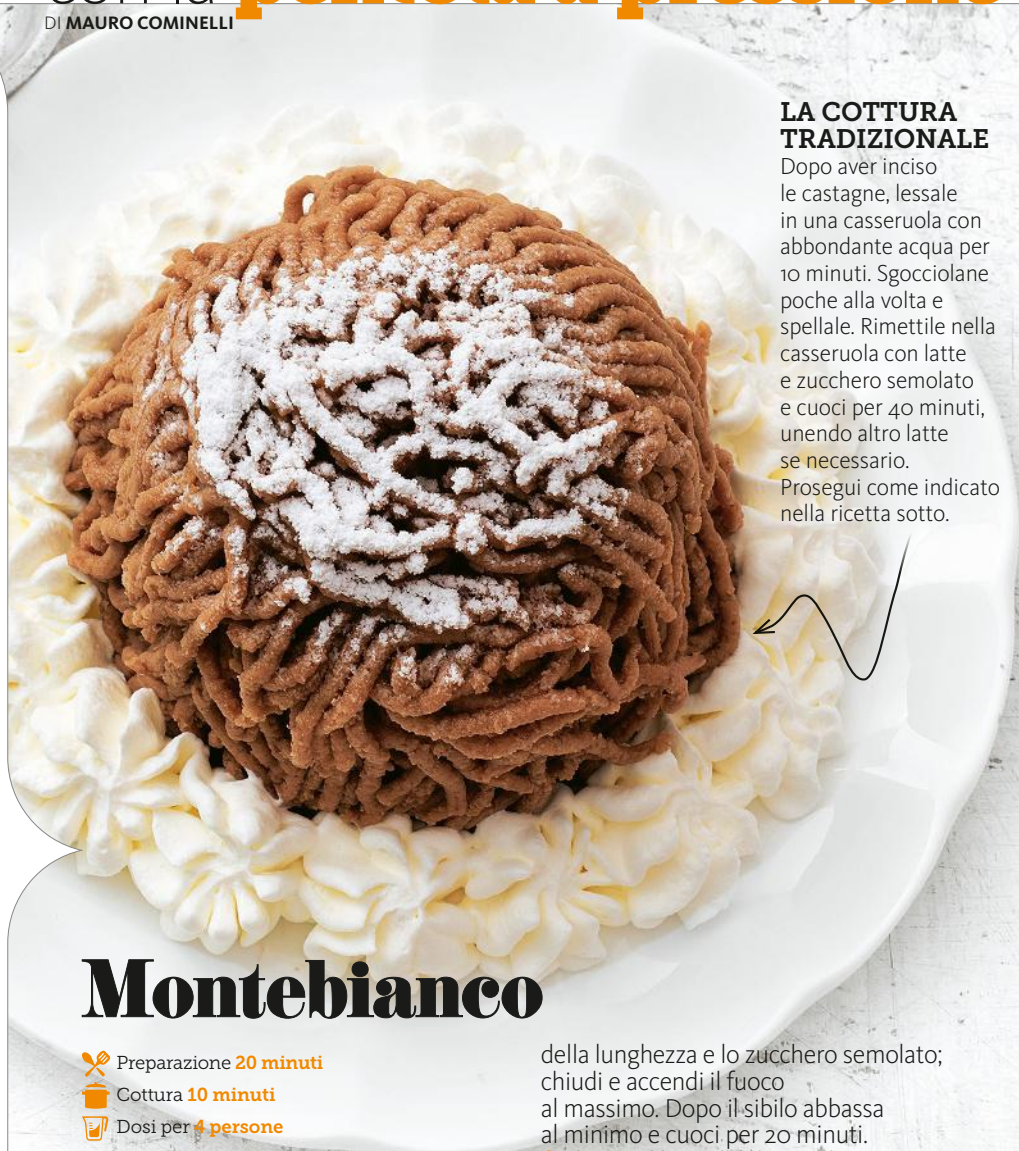 DI MAURO COMINELLI
LA COTTURA
TRADIZIONALE
Dopo aver inciso
le castagne, lessale
in una casseruola con
abbondante acqua per
10 minuti. Sgocciolane
poche alla volta e
spellale. Rimettile nella
casseruola con latte
e zucchero semolato
e cuoci per 40 minuti,
unendo altro latte
se necessario.
Prosegui come indicato
nella ricetta sotto.
Montebianco
Preparazione 20 minuti
Cottura 10 minuti
Dosi per 4 persone
della lunghezza e lo zucchero semolato;
chiudi e accendi il fuoco
al massimo. Dopo il sibilo abbassa
al minimo e cuoci per 20 minuti.